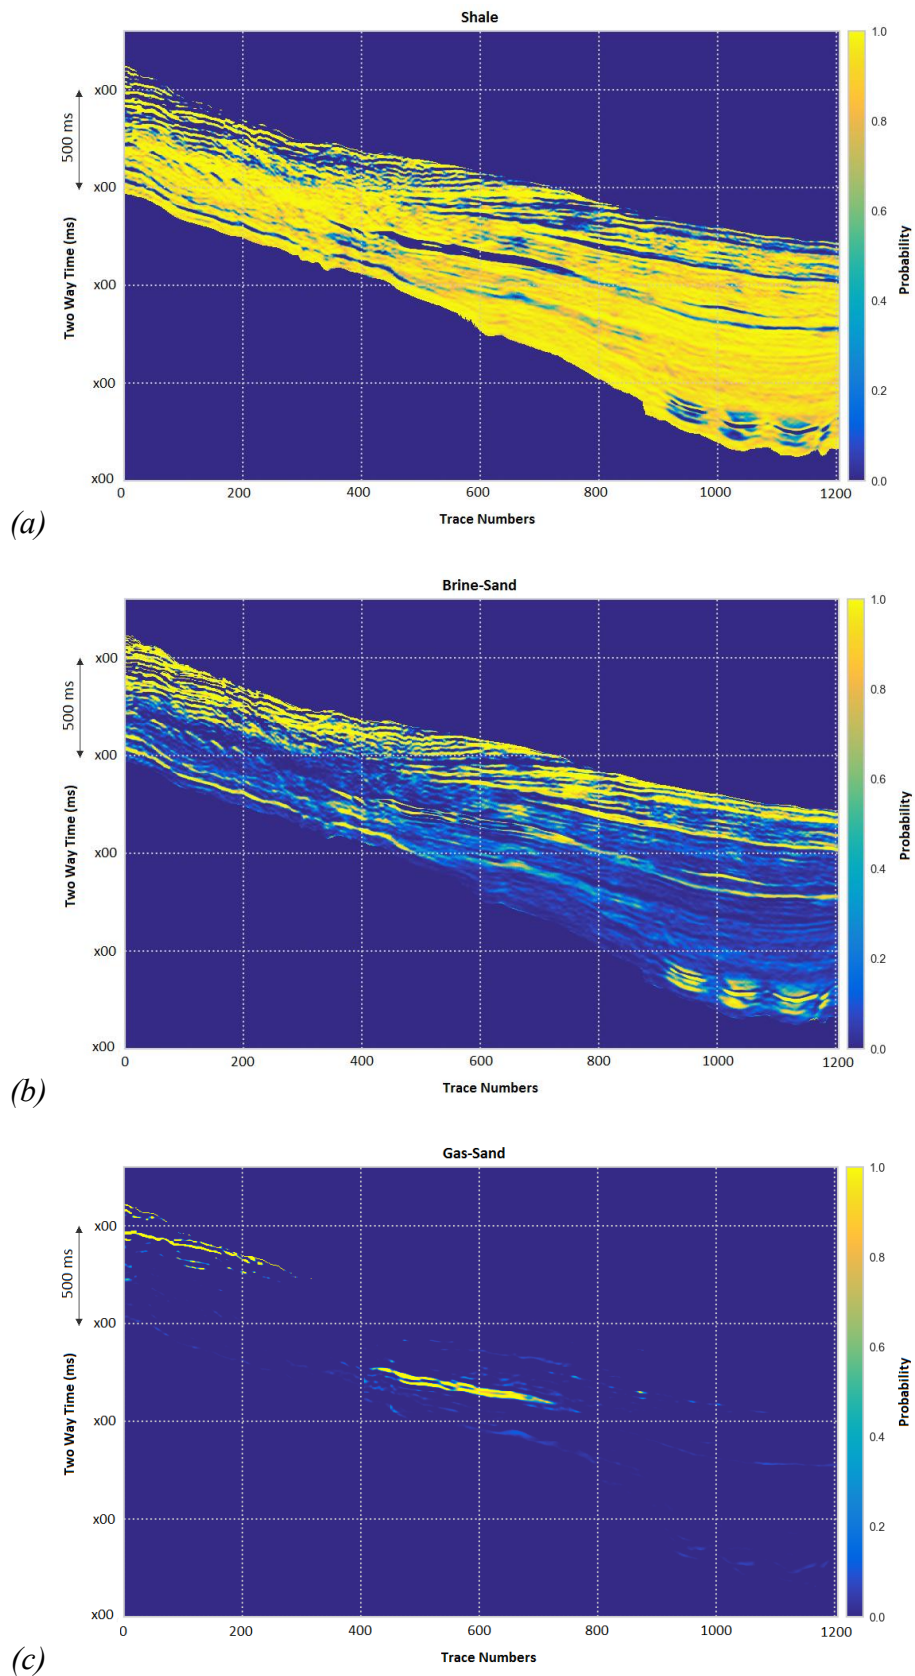 Shale
1.0
x00
0.8
500 ms
x00
0.6
Two Way Time (ms)
Probability
x00
0.4
x00
0.2
x00
0.0
0 200 400 600 800 1000 1200
Trace Numbers
(a)
Brine-Sand
1.0
x00
0.8
500 ms
x00
0.6
Two Way Time (ms)
Probability
x00
0.4
x00
0.2
x00
0.0
0 200 400 600 800 1000 1200
Trace Numbers
(b)
Gas-Sand
1.0
x00
0.8
500 ms
x00
0.6
Two Way Time (ms)
Probability
x00
0.4
x00
0.2
x00
0.0
0 200 400 600 800 1000 1200
Trace Numbers
(c)